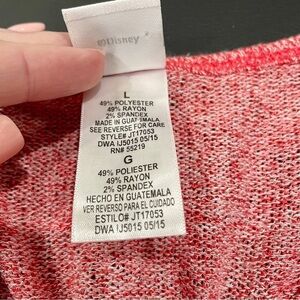 ©Disney
L
49% POLYESTER
49% RAYON
2% SPANDEX
MADE IN GUATEMALA
SEE REVERSE FOR CARE
STYLE# JT17053
DWA IJ5015 05/15
RN# 55219
G
49% POLIESTER
49% RAYON
2% SPANDEX
HECHO EN GUATEMALA
VER REVERSO PARA EL CUIDADO
ESTILO# JT17053
DWA IJ5015 05/15